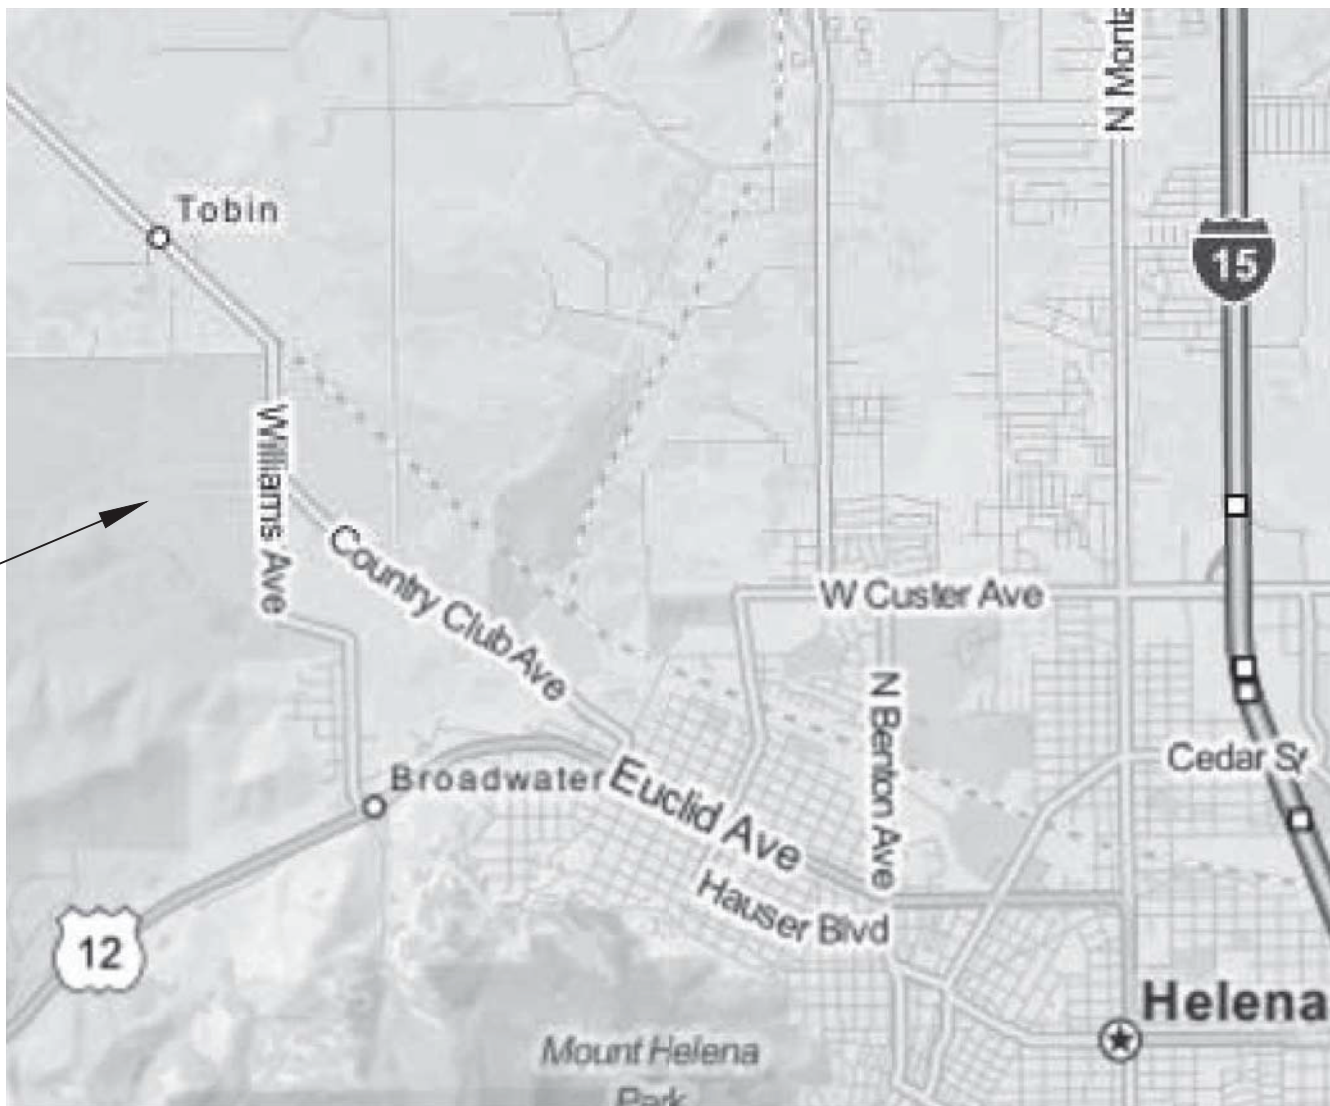 N Monta
Tobin
15
Williams Ave
Country Club Ave
W Custer Ave
N Benton Ave
Cedar St
Broadwater
Euclid Ave
Hauser Blvd
12
Helena
Mount Helena
Park